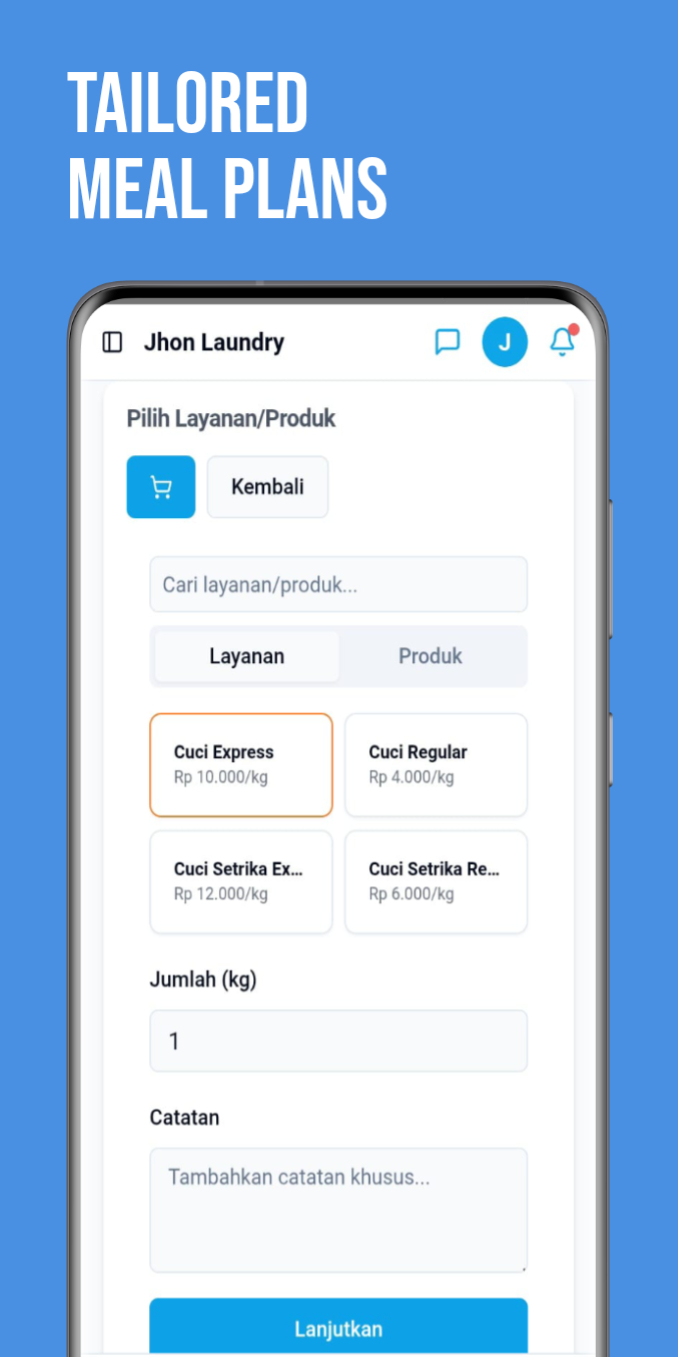 TAILORED
MEAL PLANS
Jhon Laundry
J
Pilih Layanan/Produk
Kembali
Cari layanan/produk...
Layanan
Produk
Cuci Express
Rp 10.000/kg
Cuci Regular
Rp 4.000/kg
Cuci Setrika Ex...
Rp 12.000/kg
Cuci Setrika Re...
Rp 6.000/kg
Jumlah (kg)
1
Catatan
Tambahkan catatan khusus...
Lanjutkan